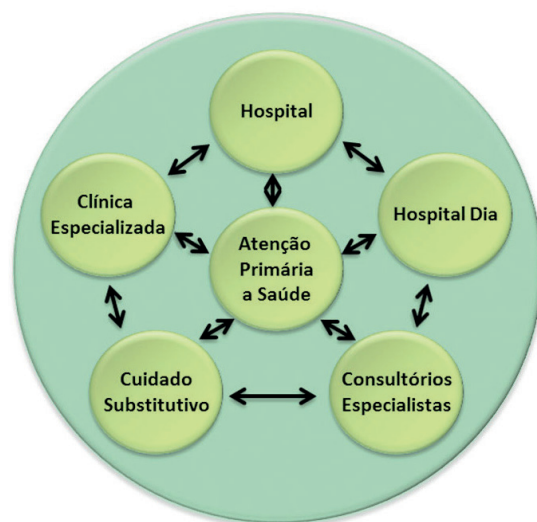 Hospital
Clínica
Especializada
Hospital Dia
Atenção
Primária
a Saúde
Cuidado
Substitutivo
Consultórios
Especialistas